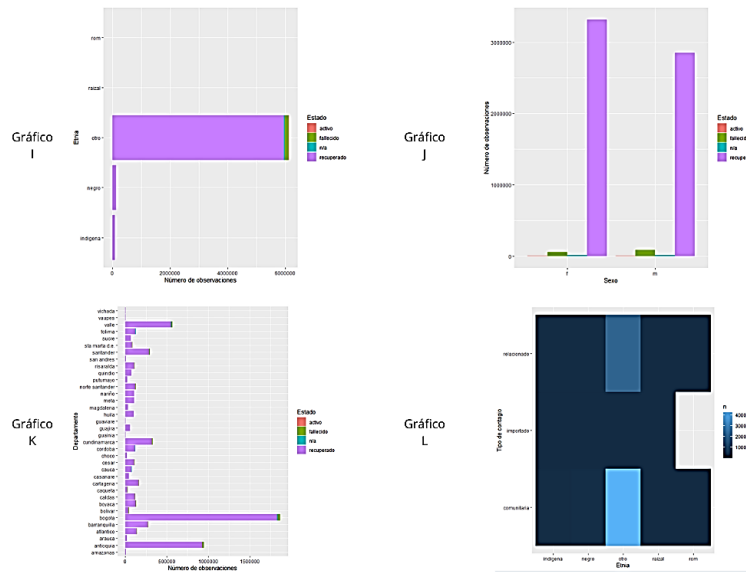 Gráfico
I
Etnia
rom
raizal
otro
negro
indigena
0
2000000
4000000
6000000
Número de observaciones
Estado
activo
fallecido
n/a
recuperado
Gráfico
J
Número de observaciones
3000000
2000000
1000000
0
f
m
Sexo
Estado
activo
fallecido
n/a
recupe
Gráfico
K
Departamento
vichada
vaupes
valle
tolima
sucre
sta marta d.e.
santander
san andres
risaralda
quindio
putumayo
norte santander
nariño
meta
magdalena
huila
guaviare
guajira
guainia
cundinamarca
cordoba
choco
cesar
cauca
casanare
cartagena
caqueta
caldas
boyaca
bolivar
bogota
barranquilla
atlantico
arauca
antioquia
amazonas
0
500000
1000000
1500000
Número de observaciones
Estado
activo
fallecido
n/a
recuperado
Gráfico
L
Tipo de contagio
relacionado
importado
comunitaria
indigena
negro
otro
raizal
rom
Etnia
n